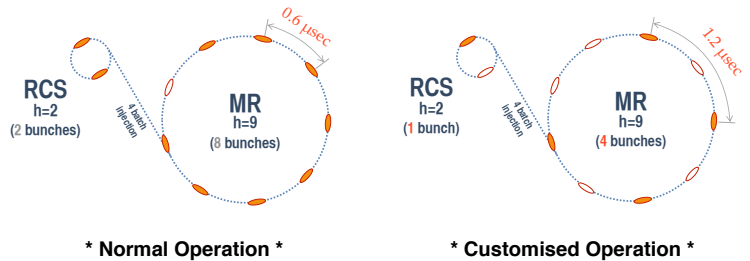 0.6 μsec
RCS
h=2
(2 bunches)
4 batch
injection
MR
h=9
(8 bunches)
* Normal Operation *
1.2 μsec
RCS
h=2
(1 bunch)
4 batch
injection
MR
h=9
(4 bunches)
* Customised Operation *